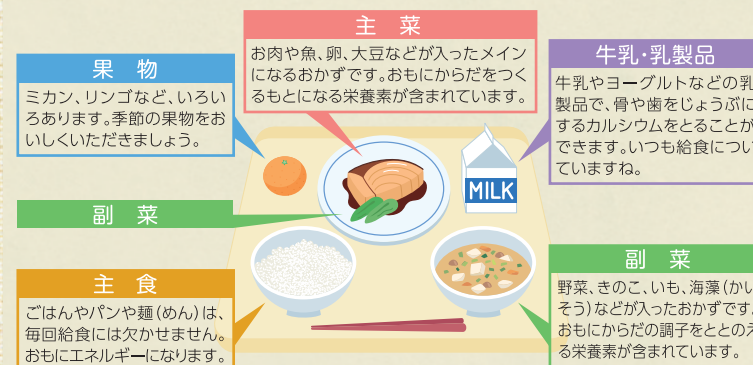 主 菜
お肉や魚、卵、大豆などが入ったメイン
になるおかずです。おもにからだをつく
るもとになる栄養素が含まれています。
果 物
ミカン、リンゴなど、いろい
ろあります。季節の果物をお
いしくいただきましょう。
牛乳・乳製品
牛乳やヨーグルトなどの乳
製品で、骨や歯をじょうぶに
するカルシウムをとることが
できます。いつも給食につい
ていますね。
MILK
副 菜
主 食
ごはんやパンや麺(めん)は、
毎回給食には欠かせません。
おもにエネルギーになります。
副 菜
野菜、きのこ、いも、海藻(かい
そう)などが入ったおかずです。
おもにからだの調子をととのえ
る栄養素が含まれています。